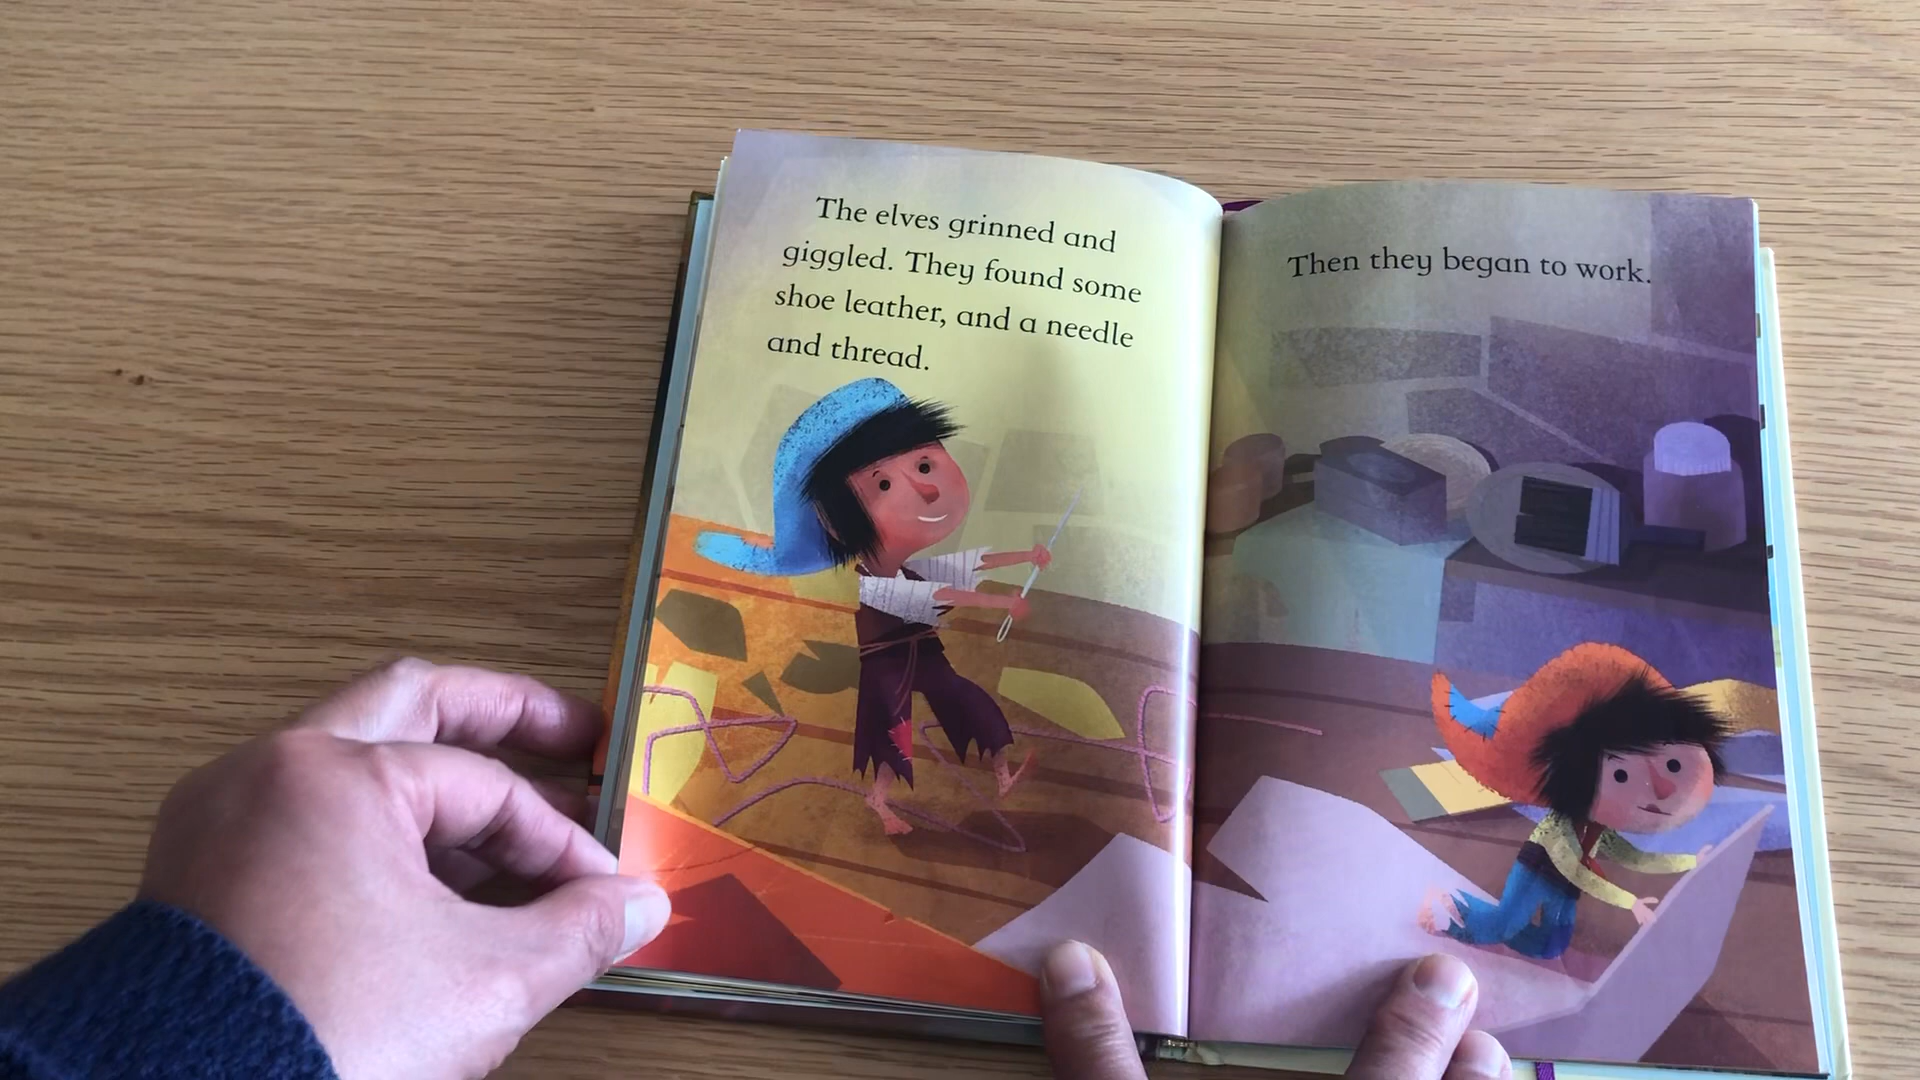 The elves grinned and
giggled. They found some
shoe leather, and a needle
and thread.
Then they began to work.